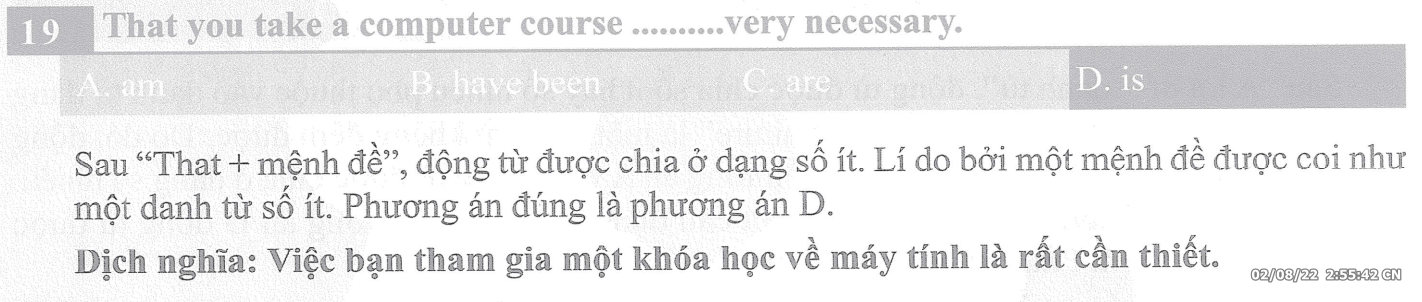 19 That you take a computer course ..........very necessary.
A. am B. have been C. are D. is
Sau “That + mệnh đề”, động từ được chia ở dạng số ít. Lí do bởi một mệnh đề được coi như
một danh từ số ít. Phương án đúng là phương án D.
Dịch nghĩa: Việc bạn tham gia một khóa học về máy tính là rất cần thiết.
02/08/22 2:55:42 CN